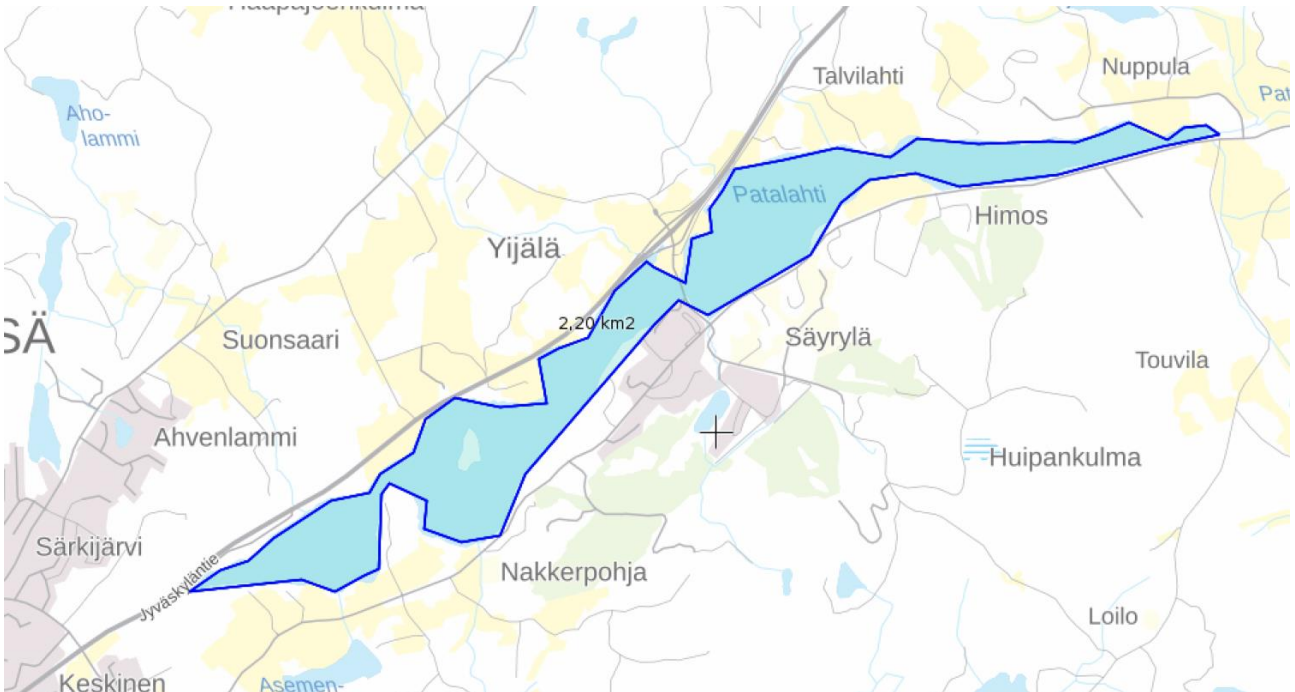 Nuppula
Talvilahti
Aho-
lammi
Patalahti
Himos
Yijälä
2,20 km2
SÄ
Suonsaari
Säyrylä
Touvila
Ahvenlammi
Huipankulma
Särkijärvi
Nakkerpohja
Jyväskyläntie
Loilo
Keskinen
Asemen-